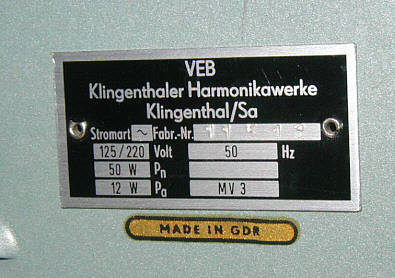 VEB
Klingenthaler Harmonikawerke
Klingenthal/Sa
Stromart ~ Fabr.-Nr.
125/220 Volt 50 Hz
50 W Pn
12 W Pa MV 3
MADE IN GDR